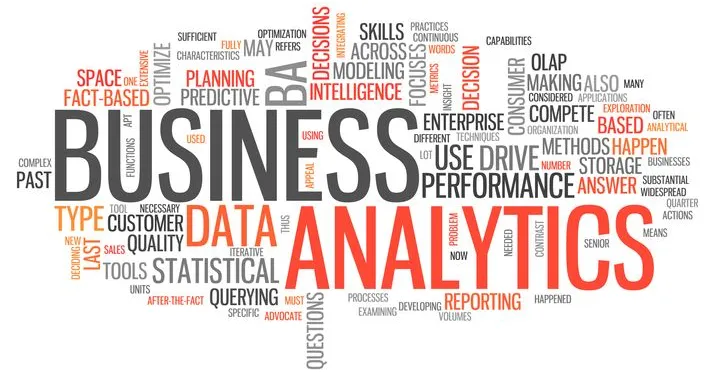 SUFFICIENT
OPTIMIZATION
DECISIONS
INTEGRATING
SKILLS
PRACTICES
CONTINUOUS
CAPABILITIES
FULLY
MAY
REFERS
ACROSS
WORDS
CHARACTERISTICS
OPTIMIZE
EXTENSIVE
SPACE
ONE
PLANNING
BA
MODELING
FOCUSES
METRICS
DECISION
CONSUMER
OLAP
MAKING
ALSO
MANY
FACT-BASED
PREDICTIVE
INTELLIGENCE
INSIGHT
CONSIDERED
APPLICATIONS
COMPETE
EXPLORATION
OFTEN
BUSINESS
APT
FUNCTIONS
USED
USING
APPEAL
ENTERPRISE
ORGANIZATION
BASED
ANALYTICAL
DIFFERENT
TECHNIQUES
METHODS
HAPPEN
LOT
USE
DRIVE
NUMBER
STORAGE
BUSINESSES
COMPLEX
PAST
PERFORMANCE
ANSWER
SUBSTANTIAL
WIDESPREAD
QUARTER
ACTIONS
TYPE
TOOL
NECESSARY
CUSTOMER
DATA
THUS
ANALYTICS
PROBLEM
NOW
NEEDED
CONTRAST
SENIOR
MEANS
NEW
DECIDING
LAST
SALES
QUALITY
ITERATIVE
TOOLS
STATISTICAL
UNITS
AFTER-THE-FACT
QUERYING
MUST
SPECIFIC
ADVOCATE
QUESTIONS
PROCESSES
EXAMINING
DEVELOPING
REPORTING
HAPPENED
VOLUMES